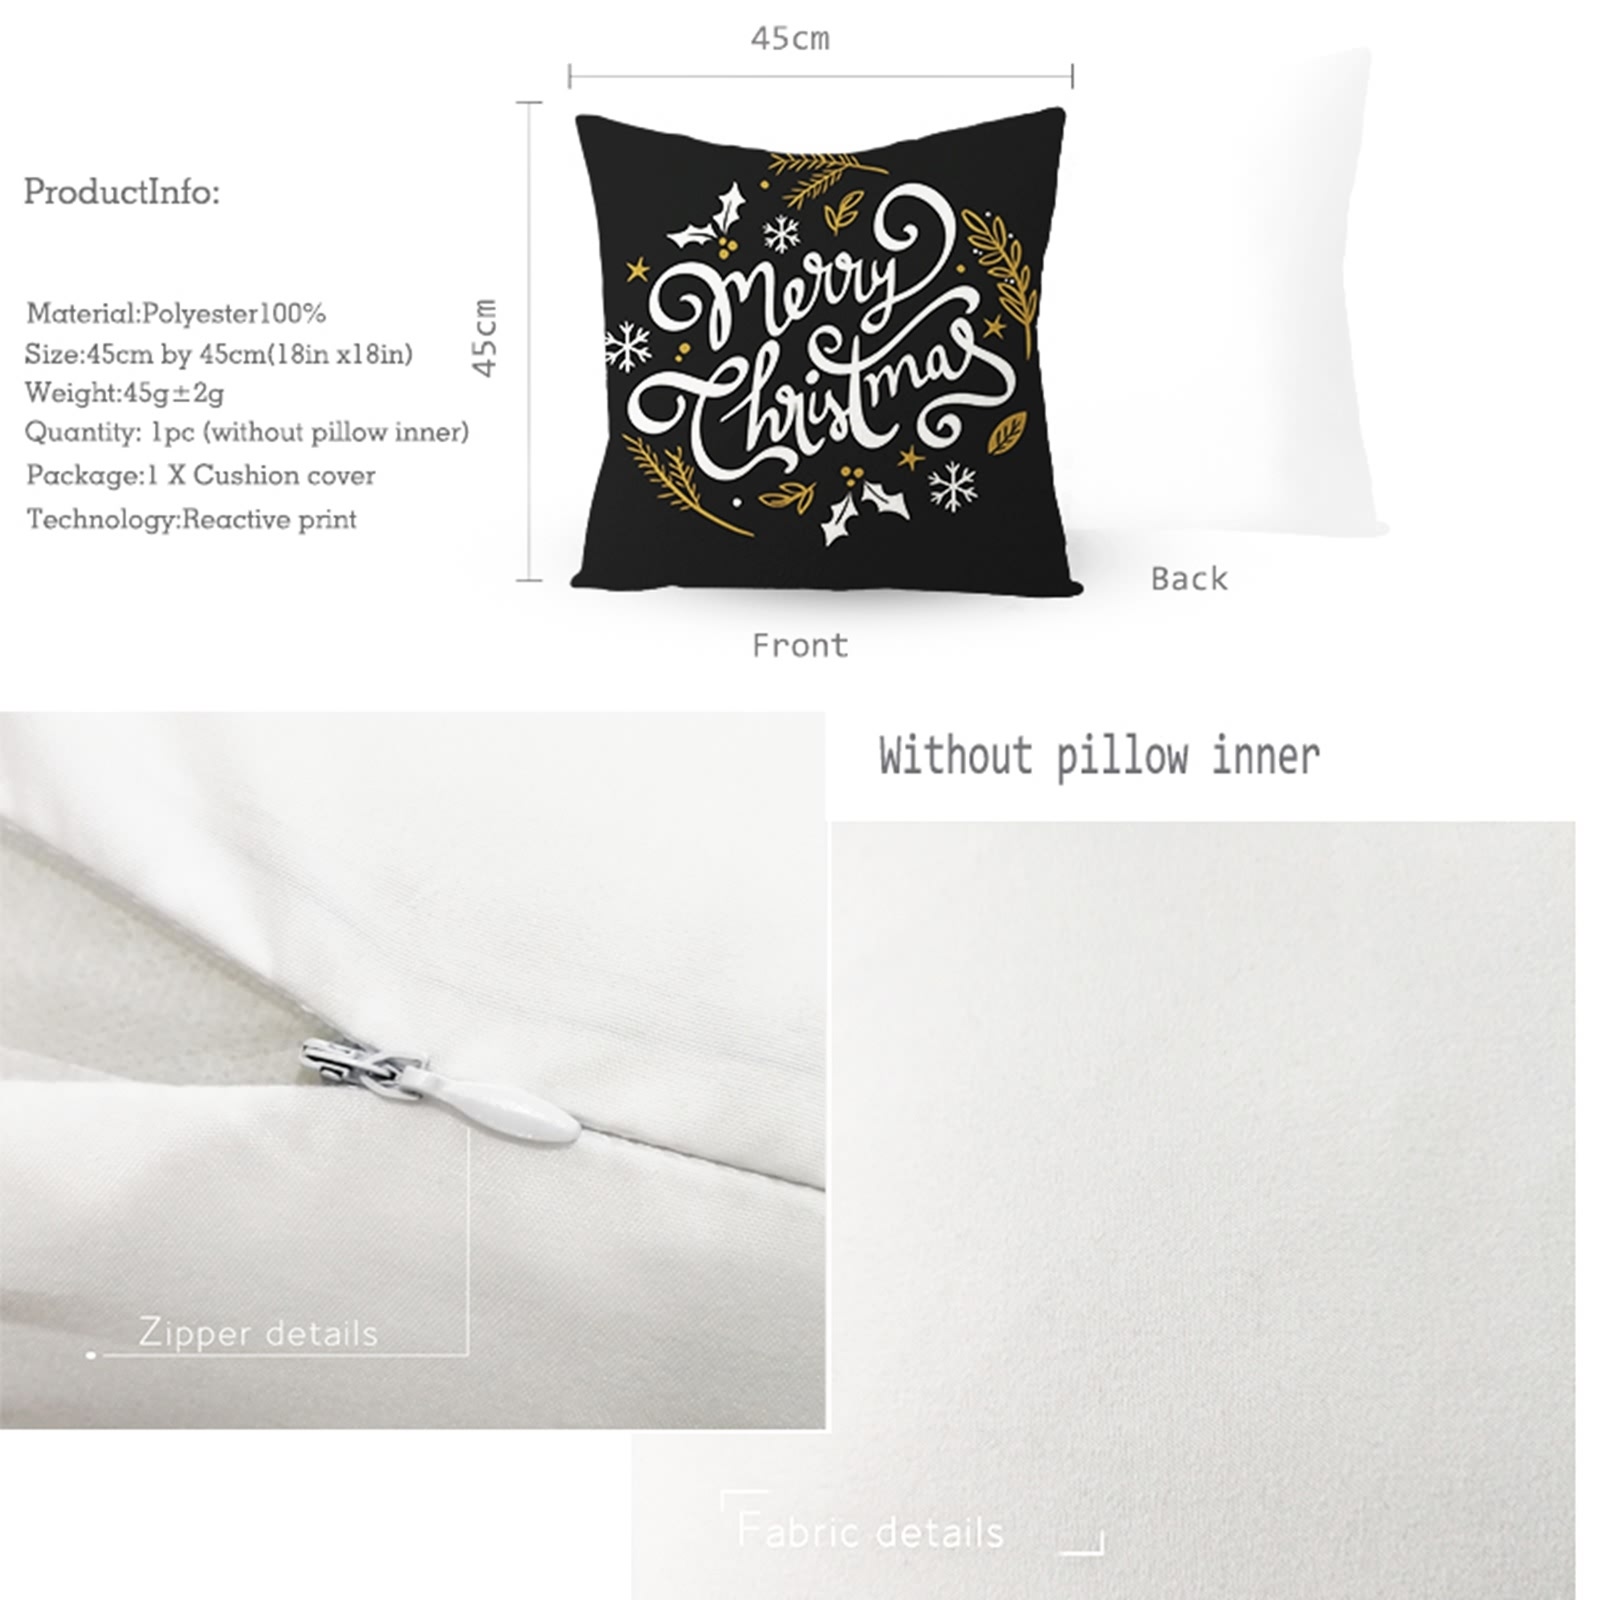 45cm
45cm
ProductInfo:
Material:Polyester100%
Size:45cm by 45cm(18in x18in)
Weight:45g±2g
Quantity: 1pc (without pillow inner)
Package:1 X Cushion cover
Technology:Reactive print
Merry
Christmas
Back
Front
Without pillow inner
Zipper details
Fabric details